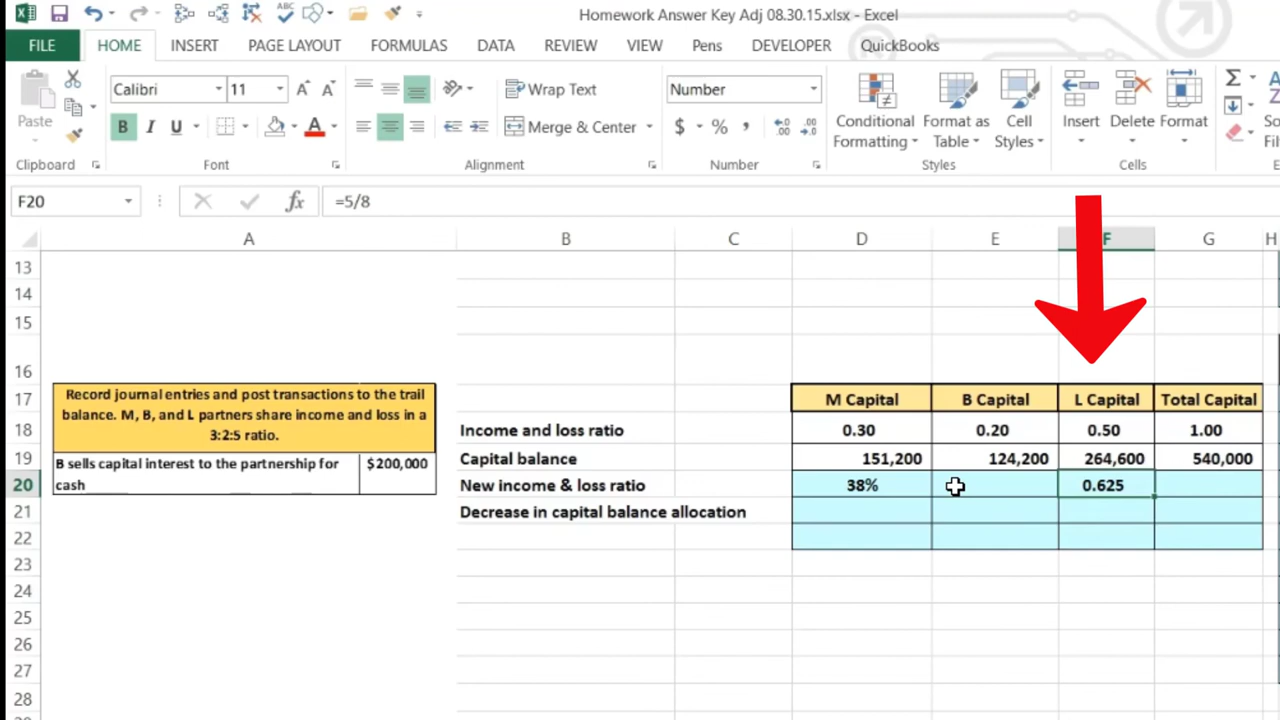 Homework Answer Key Adj 08.30.15.xlsx - Excel
FILE HOME INSERT PAGE LAYOUT FORMULAS DATA REVIEW VIEW Pens DEVELOPER QuickBooks
Paste Calibri 11 Wrap Text Number Conditional Formatting Format as Table Cell Styles Insert Delete Format
B I U Merge & Center $ % ,
Clipboard Font Alignment Number Styles Cells
F20 fx =5/8
A B C D E F G H
13
14
15
16
17 Record journal entries and post transactions to the trail
balance. M, B, and L partners share income and loss in a
3:2:5 ratio.
M Capital B Capital L Capital Total Capital
18 Income and loss ratio 0.30 0.20 0.50 1.00
19 B sells capital interest to the partnership for
cash $200,000
Capital balance 151,200 124,200 264,600 540,000
20 New income & loss ratio 38% 0.625
21 Decrease in capital balance allocation
22
23
24
25
26
27
28